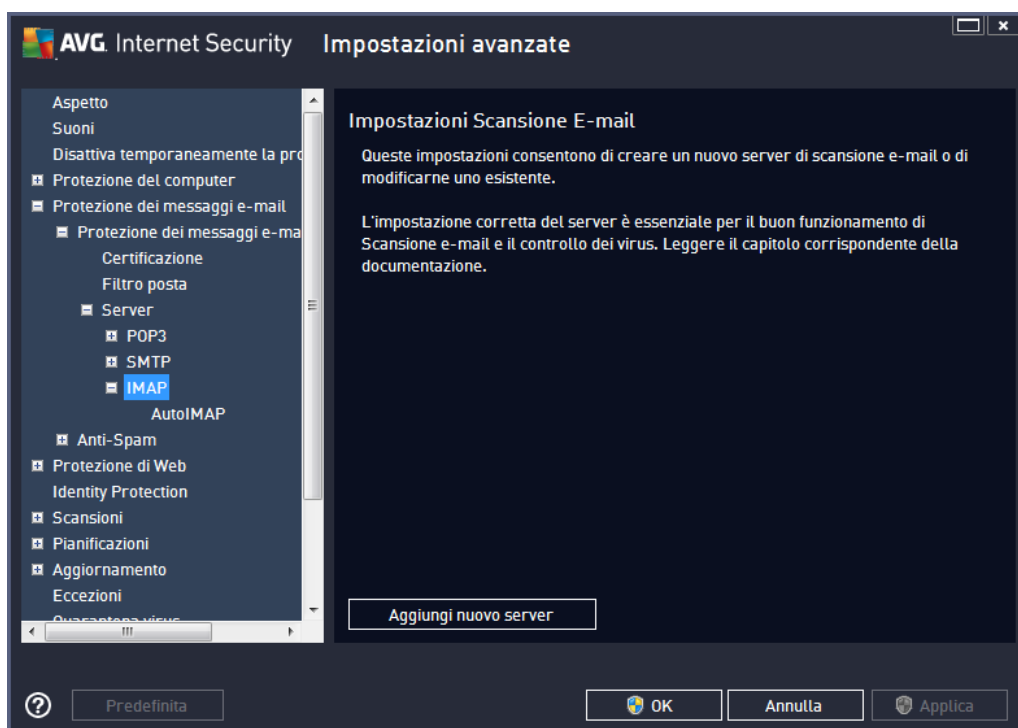 AVG. Internet Security Impostazioni avanzate
Aspetto
Suoni
Disattiva temporaneamente la pro
Protezione del computer
Protezione dei messaggi e-mail
Protezione dei messaggi e-ma
Certificazione
Filtro posta
Server
POP3
SMTP
IMAP
AutoIMAP
Anti-Spam
Protezione di Web
Identity Protection
Scansioni
Pianificazioni
Aggiornamento
Eccezioni
Quarantena virus
Impostazioni Scansione E-mail
Queste impostazioni consentono di creare un nuovo server di scansione e-mail o di
modificarne uno esistente.
L'impostazione corretta del server è essenziale per il buon funzionamento di
Scansione e-mail e il controllo dei virus. Leggere il capitolo corrispondente della
documentazione.
Aggiungi nuovo server
Predefinita
OK
Annulla
Applica